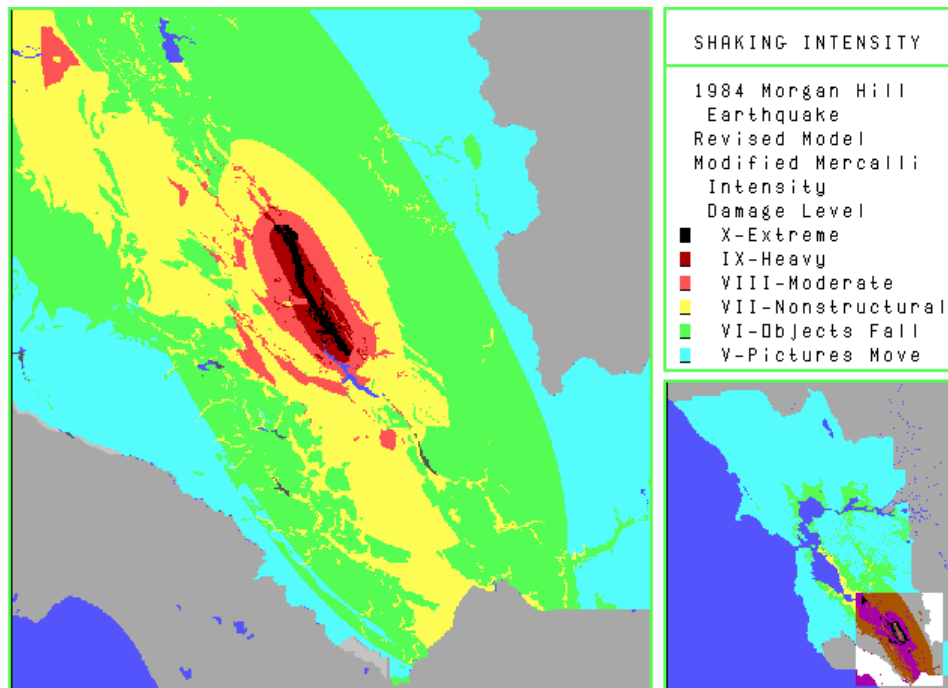 SHAKING INTENSITY
1984 Morgan Hill
Earthquake
Revised Model
Modified Mercalli
Intensity
Damage Level
X-Extreme
IX-Heavy
VIII-Moderate
VII-Nonstructural
VI-Objects Fall
V-Pictures Move